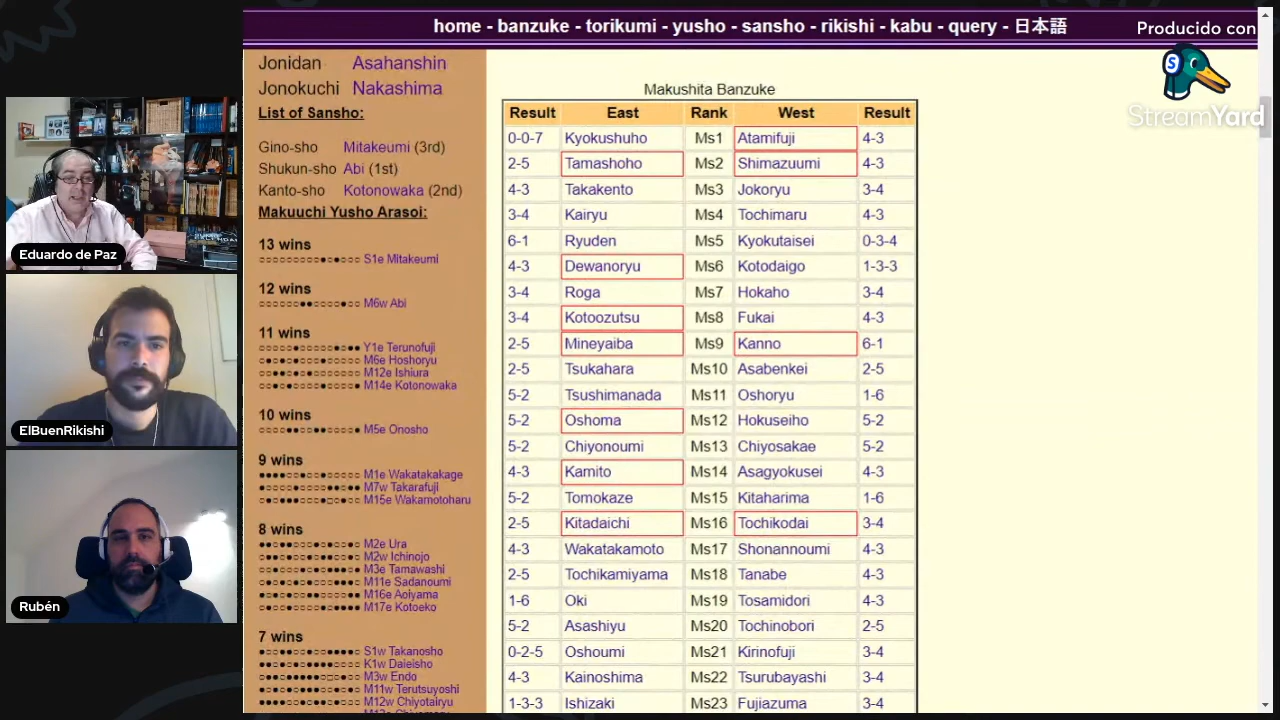 home - banzuke - torikumi - yusho - sansho - rikishi - kabu - query - 日本語
Producido con
StreamYard
S
Eduardo de Paz
ElBuenRikishi
Rubén
Jonidan Asahanshin
Jonokuchi Nakashima
List of Sansho:
Gino-sho Mitakeumi (3rd)
Shukun-sho Abi (1st)
Kanto-sho Kotonowaka (2nd)
Makuuchi Yusho Arasoi:
13 wins
S1e Mitakeumi
12 wins
M6w Abi
11 wins
Y1e Terunofuji
M6e Hoshoryu
M12e Ishiura
M14e Kotonowaka
10 wins
M5e Onosho
9 wins
M1e Wakatakakage
M7w Takarafuji
M15e Wakamotoharu
8 wins
M2e Ura
M2w Ichinojo
M3e Tamawashi
M11e Sadanoumi
M16e Aoiyama
M17e Kotoeko
7 wins
S1w Takanosho
K1w Daieisho
M3w Endo
M11w Terutsuyoshi
M12w Chiyotairyu
Makushita Banzuke
Result East Rank West Result
0-0-7 Kyokushuho Ms1 Atamifuji 4-3
2-5 Tamashoho Ms2 Shimazuumi 4-3
4-3 Takakento Ms3 Jokoryu 3-4
3-4 Kairyu Ms4 Tochimaru 4-3
6-1 Ryuden Ms5 Kyokutaisei 0-3-4
4-3 Dewanoryu Ms6 Kotodaigo 1-3-3
3-4 Roga Ms7 Hokaho 3-4
3-4 Kotoozutsu Ms8 Fukai 4-3
2-5 Mineyaiba Ms9 Kanno 6-1
2-5 Tsukahara Ms10 Asabenkei 2-5
5-2 Tsushimanada Ms11 Oshoryu 1-6
5-2 Oshoma Ms12 Hokuseiho 5-2
5-2 Chiyonoumi Ms13 Chiyosakae 5-2
4-3 Kamito Ms14 Asagyokusei 4-3
5-2 Tomokaze Ms15 Kitaharima 1-6
2-5 Kitadaichi Ms16 Tochikodai 3-4
4-3 Wakatakamoto Ms17 Shonannoumi 4-3
2-5 Tochikamiyama Ms18 Tanabe 4-3
1-6 Oki Ms19 Tosamidori 4-3
5-2 Asashiyu Ms20 Tochinobori 2-5
0-2-5 Oshoumi Ms21 Kirinofuji 3-4
4-3 Kainoshima Ms22 Tsurubayashi 3-4
1-3-3 Ishizaki Ms23 Fujiazuma 3-4